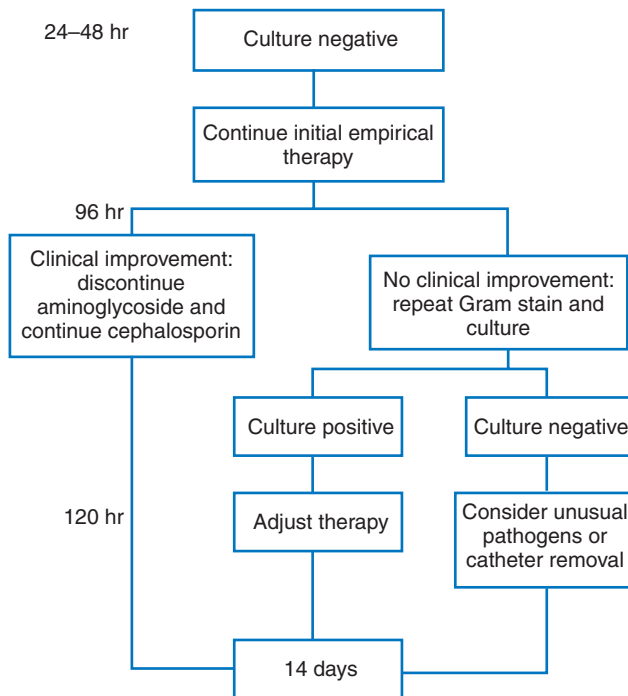 24–48 hr
Culture negative
Continue initial empirical
therapy
96 hr
Clinical improvement:
discontinue
aminoglycoside and
continue cephalosporin
No clinical improvement:
repeat Gram stain and
culture
Culture positive
Culture negative
120 hr
Adjust therapy
Consider unusual
pathogens or
catheter removal
14 days